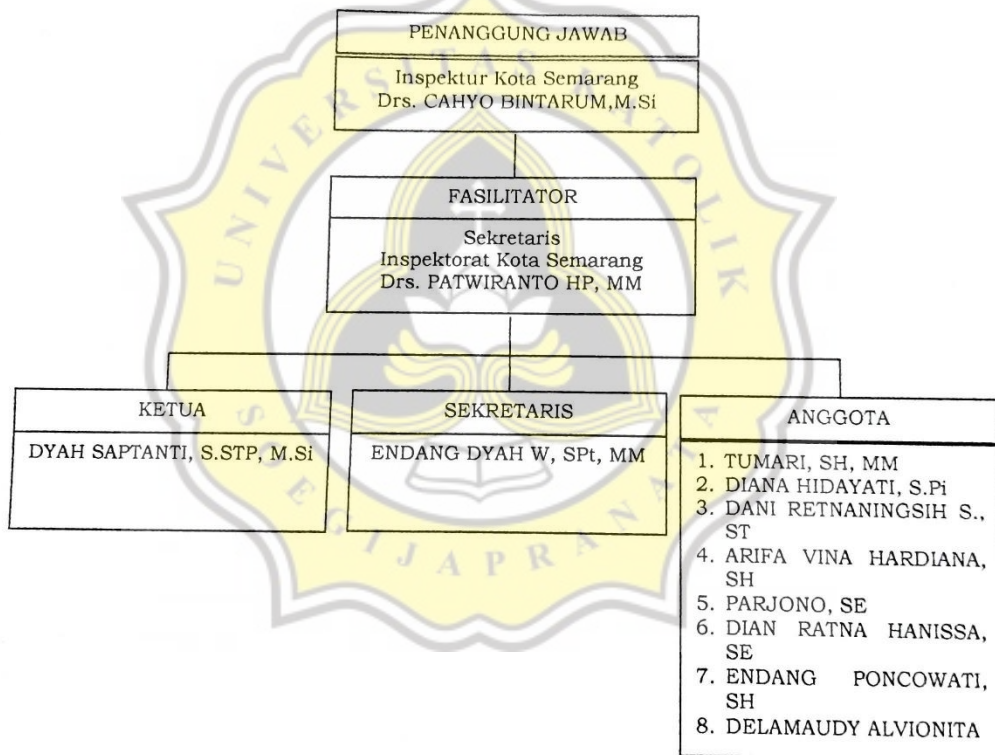 PENANGGUNG JAWAB
Inspektur Kota Semarang
Drs. CAHYO BINTARUM,M.Si
FASILITATOR
Sekretaris
Inspektorat Kota Semarang
Drs. PATWIRANTO HP, MM
KETUA
DYAH SAPTANTI, S.STP, M.Si
SEKRETARIS
ENDANG DYAH W, SPt, MM
ANGGOTA
1. TUMARI, SH, MM
2. DIANA HIDAYATI, S.Pi
3. DANI RETNANINGSIH S.,
ST
4. ARIFA VINA HARDIANA,
SH
5. PARJONO, SE
6. DIAN RATNA HANISSA,
SE
7. ENDANG PONCOWATI,
SH
8. DELAMAUDY ALVIONITA
UNIVERSITAS KATOLIK
SOEGIJAPRANATA